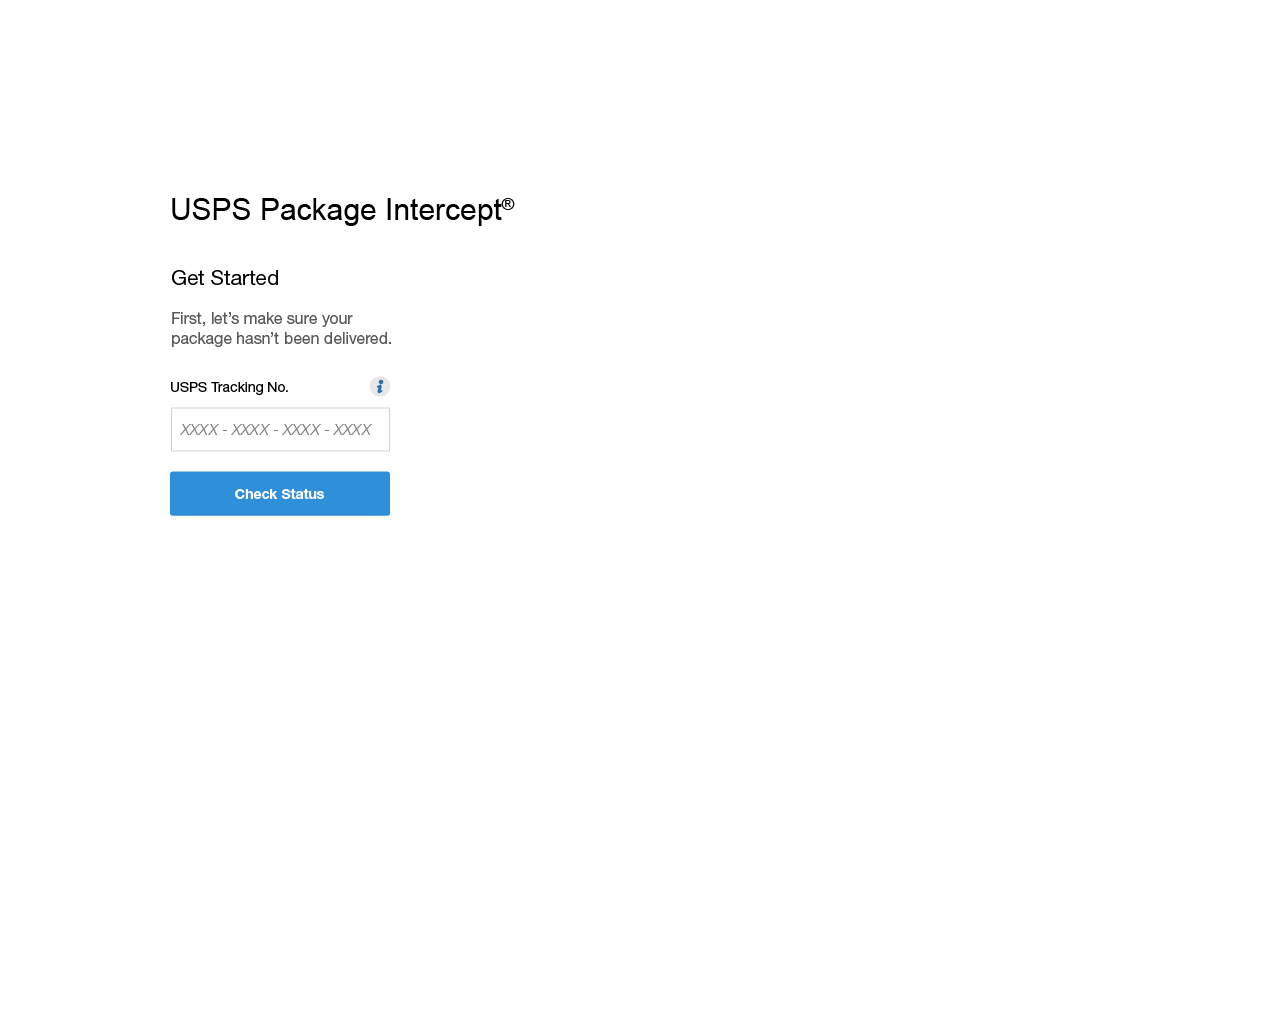 USPS Package Intercept®
Get Started
First, let’s make sure your
package hasn’t been delivered.
USPS Tracking No.
i
XXXX - XXXX - XXXX - XXXX
Check Status